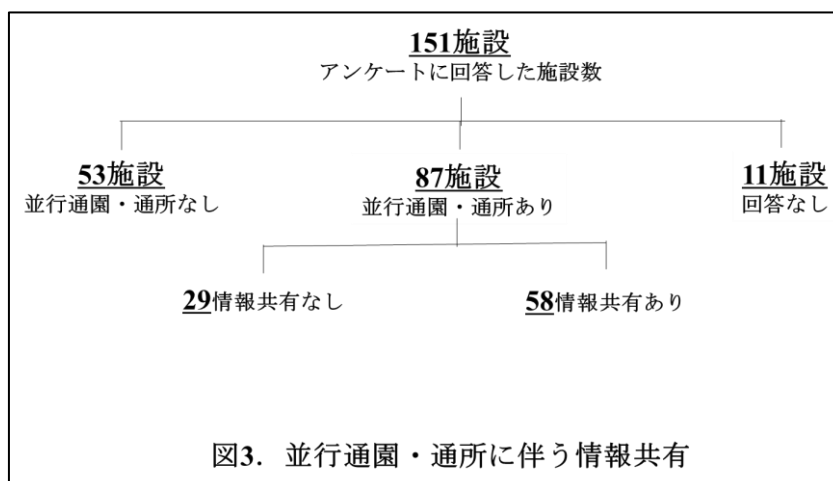 151施設
アンケートに回答した施設数
53施設
並行通園・通所なし
87施設
並行通園・通所あり
11施設
回答なし
29情報共有なし
58情報共有あり
図3. 並行通園・通所に伴う情報共有